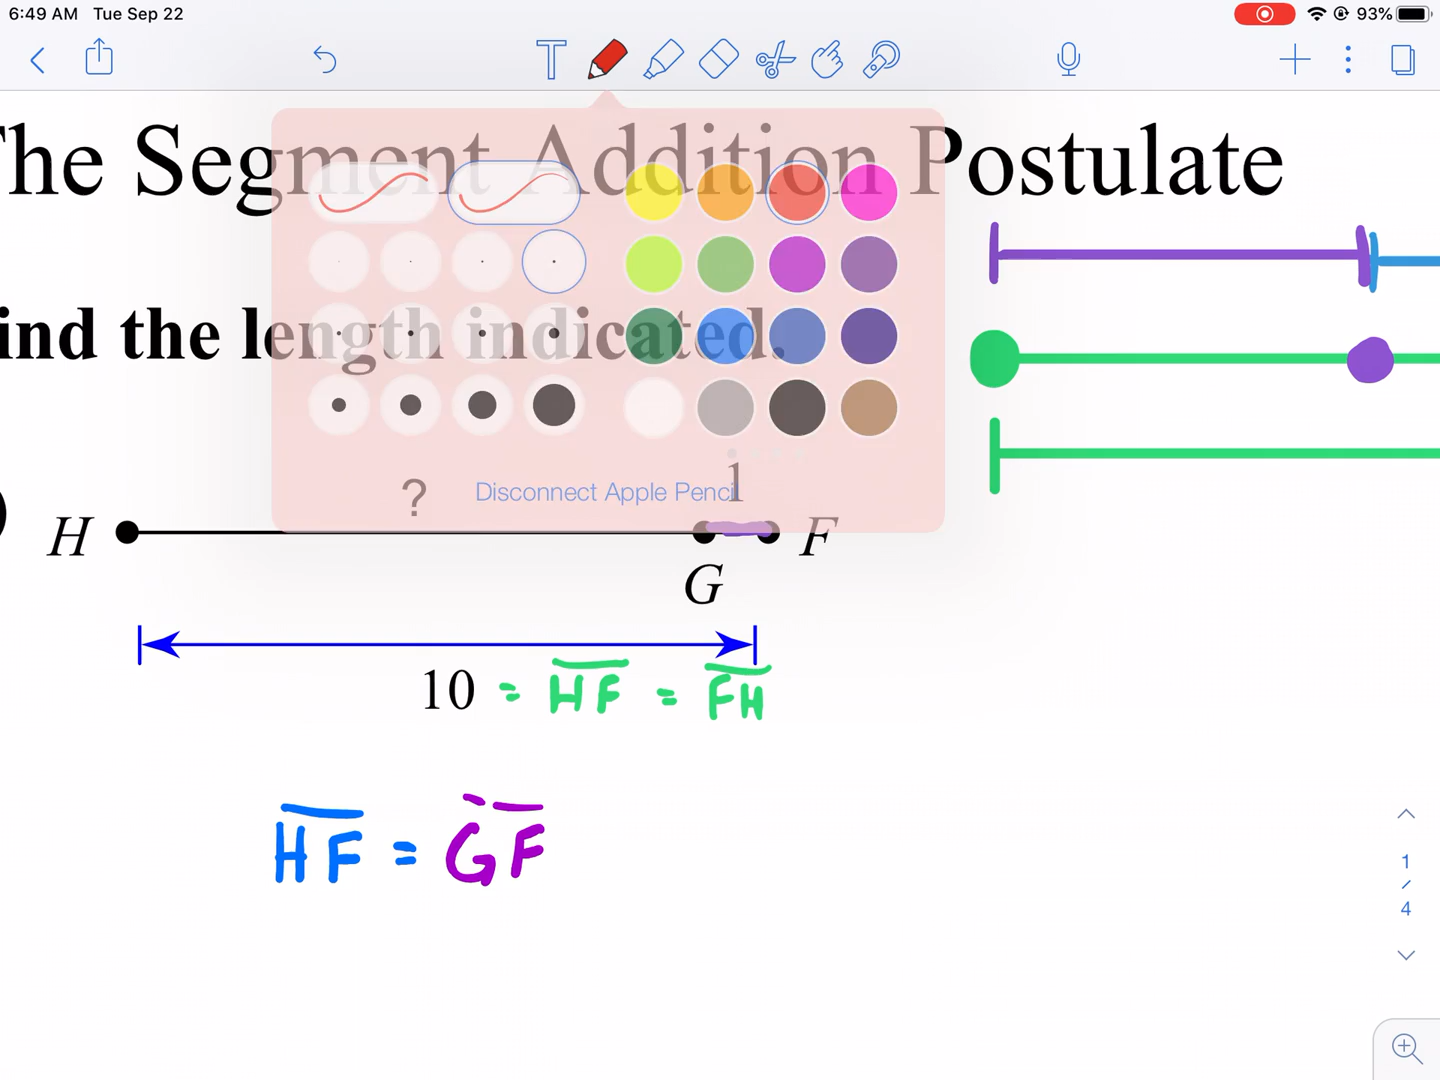 6:49 AM Tue Sep 22
93%
T
The Segment Addition Postulate
ind the length indicated.
Disconnect Apple Pencil
1
?
)
H
F
G
10 = HF = FH
HF = GF
1
/
4